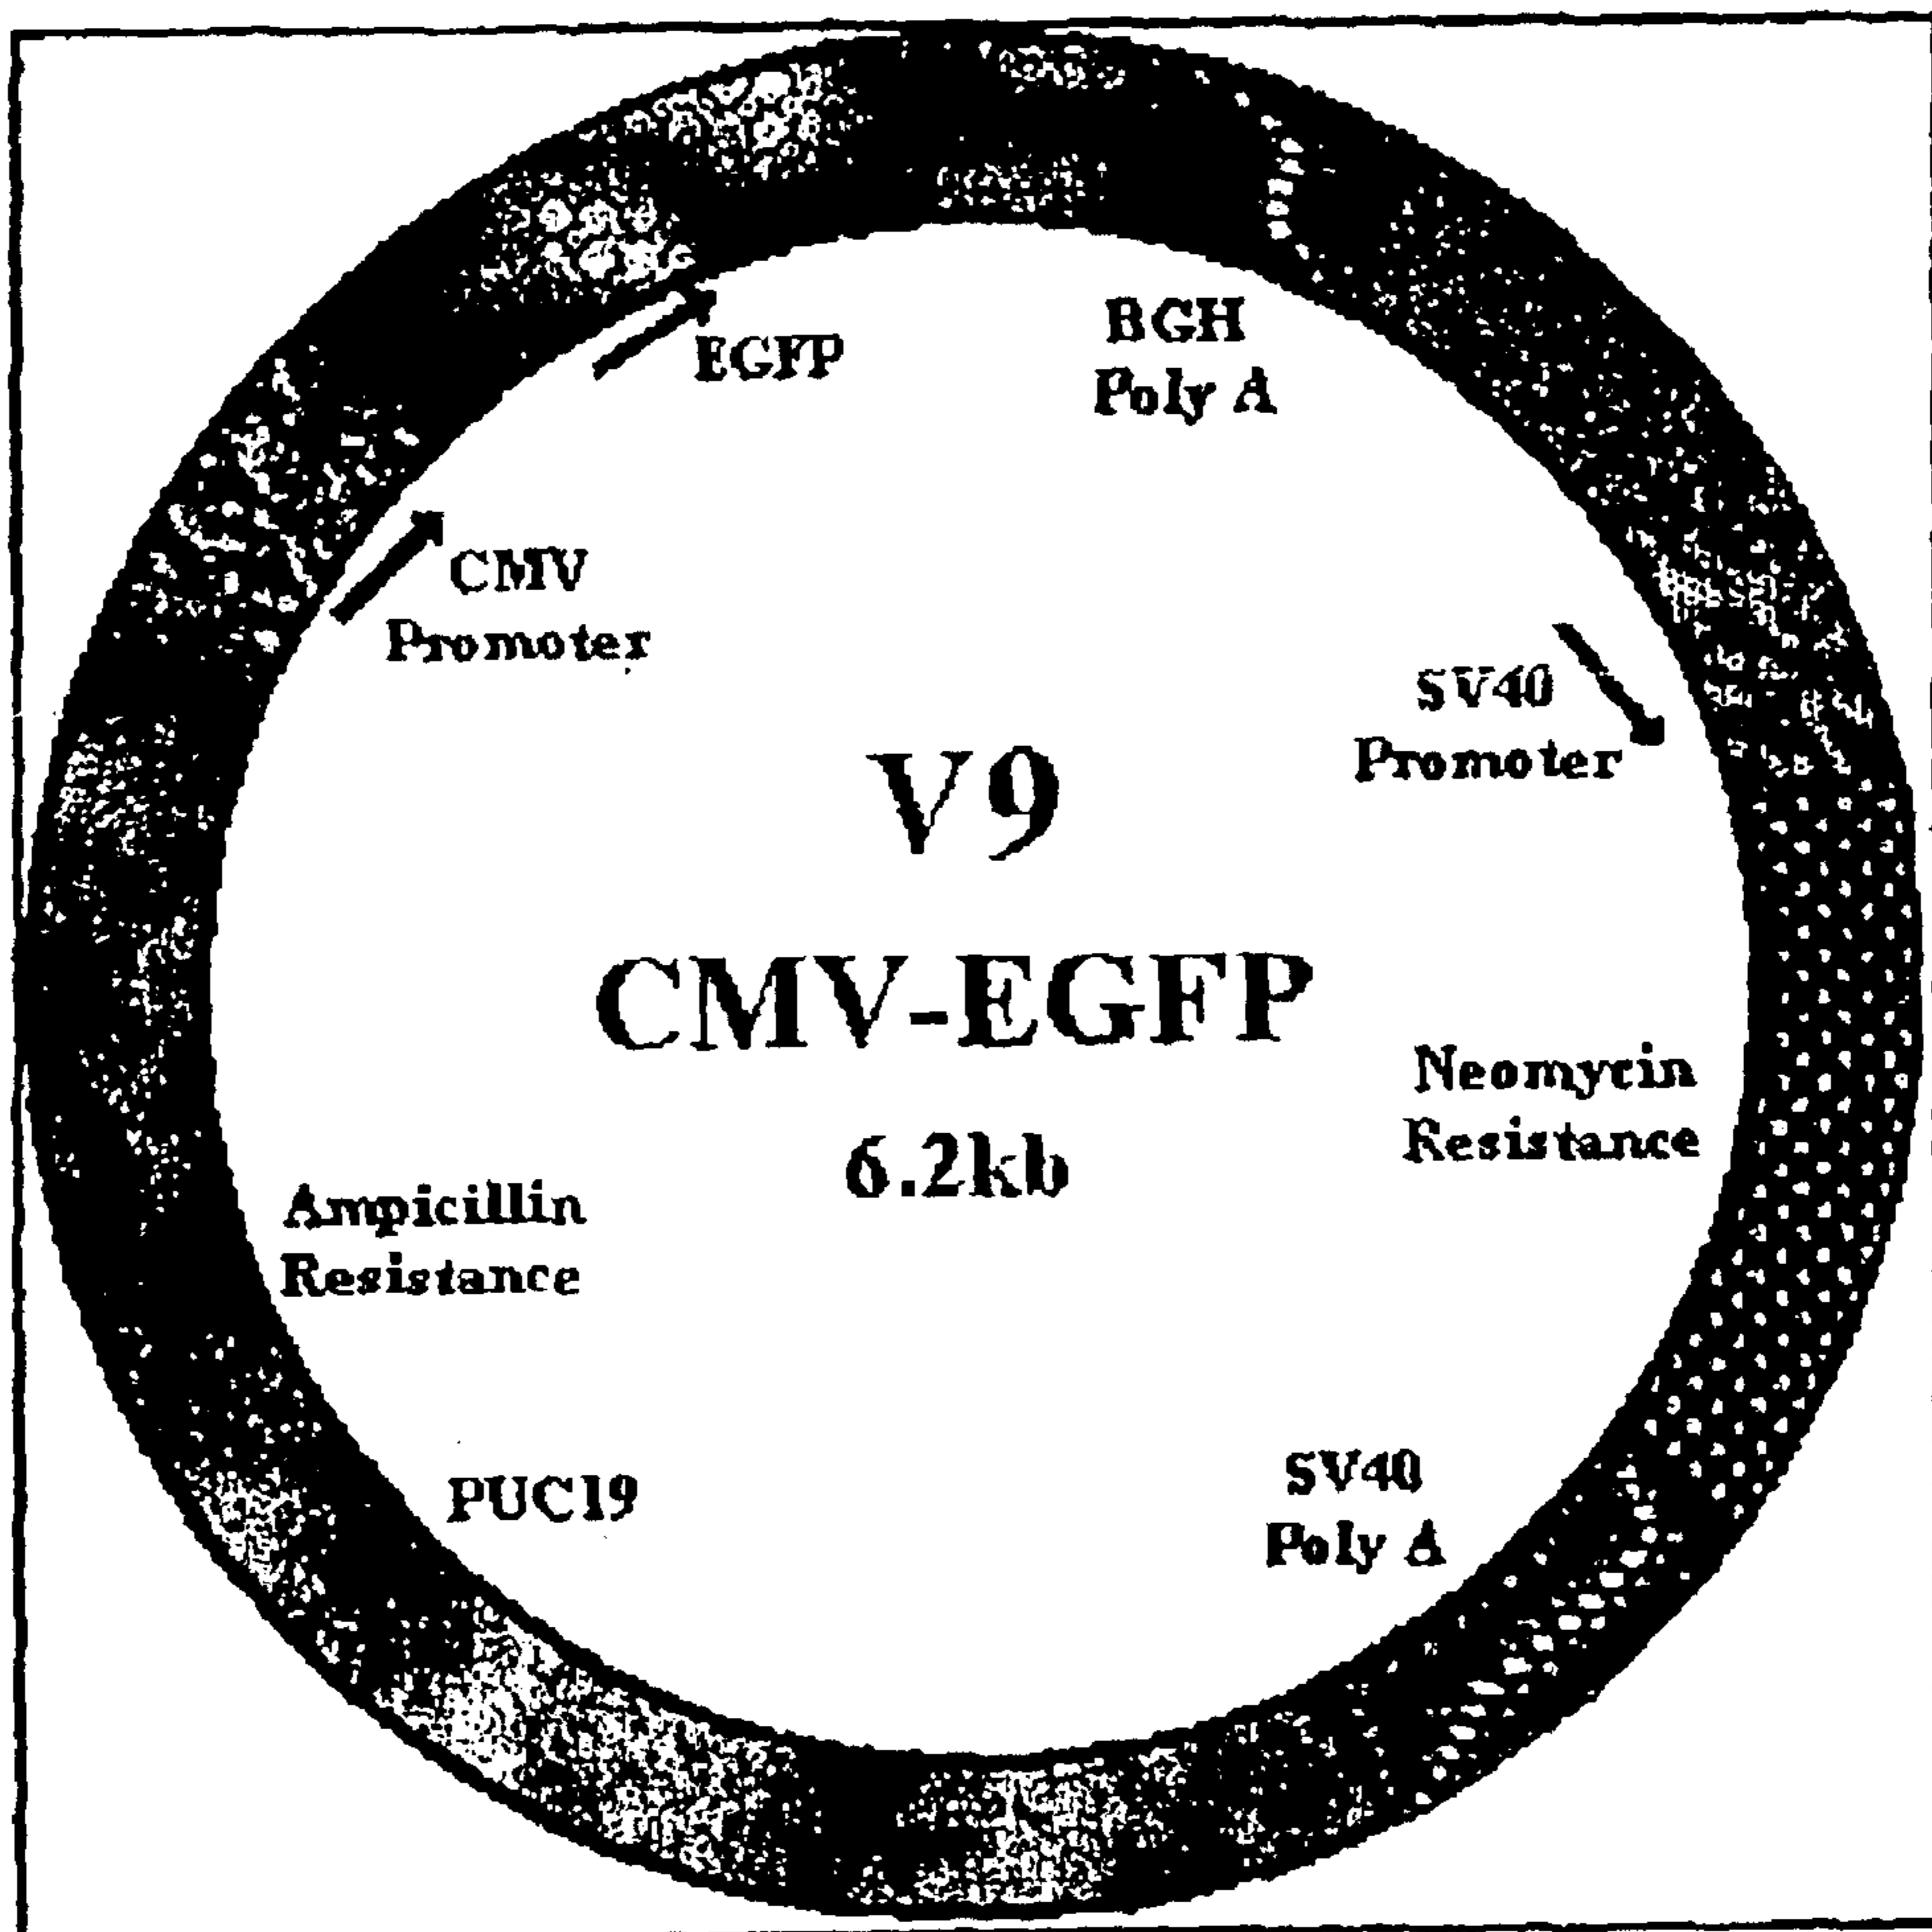 EGFP
BGH
Poly A
CMV
Promoter
SV40
Promoter
V9
CMV-EGFP
6.2kb
Neomycin
Resistance
Ampicillin
Resistance
PUC19
SV40
Poly A